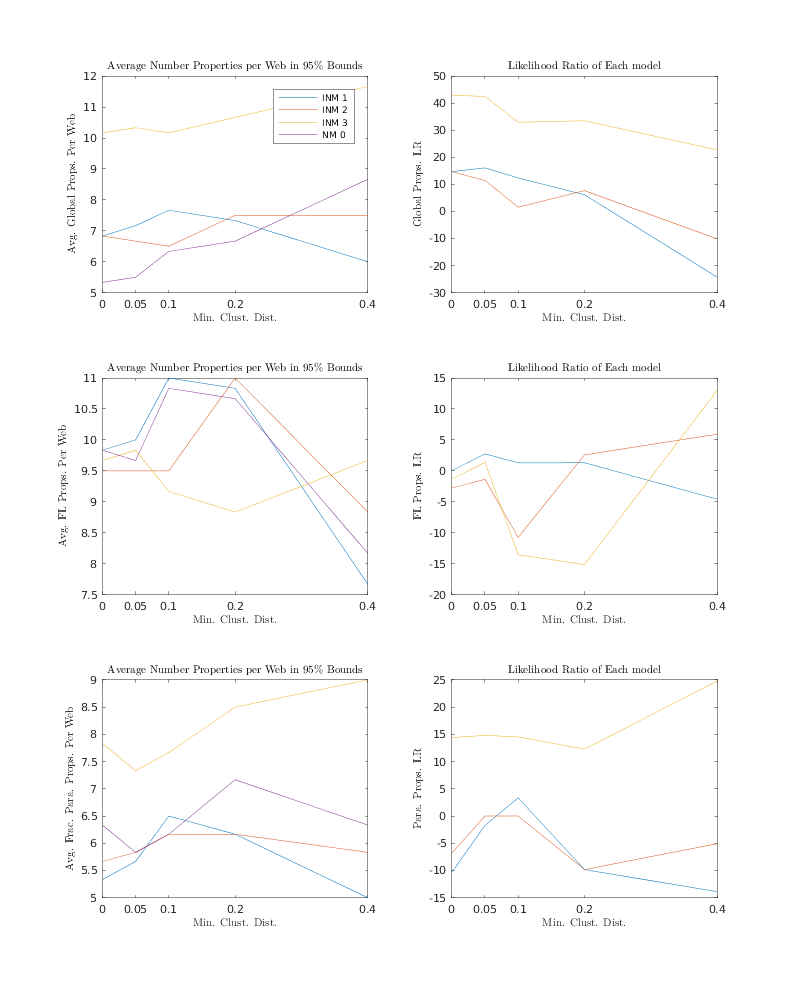 Average Number Properties per Web in 95% Bounds
Avg. Global Props. Per Web
12
11
10
9
8
7
6
5
INM 1
INM 2
INM 3
NM 0
0 0.05 0.1 0.2 0.4
Min. Clust. Dist.
Likelihood Ratio of Each model
Global Props. LR
50
40
30
20
10
0
-10
-20
-30
0 0.05 0.1 0.2 0.4
Min. Clust. Dist.
Average Number Properties per Web in 95% Bounds
Avg. FL Props. Per Web
11
10.5
10
9.5
9
8.5
8
7.5
0 0.05 0.1 0.2 0.4
Min. Clust. Dist.
Likelihood Ratio of Each model
FL Props. LR
15
10
5
0
-5
-10
-15
-20
0 0.05 0.1 0.2 0.4
Min. Clust. Dist.
Average Number Properties per Web in 95% Bounds
Avg. Frac. Para. Props. Per Web
9
8.5
8
7.5
7
6.5
6
5.5
5
0 0.05 0.1 0.2 0.4
Min. Clust. Dist.
Likelihood Ratio of Each model
Para. Props. LR
25
20
15
10
5
0
-5
-10
-15
0 0.05 0.1 0.2 0.4
Min. Clust. Dist.